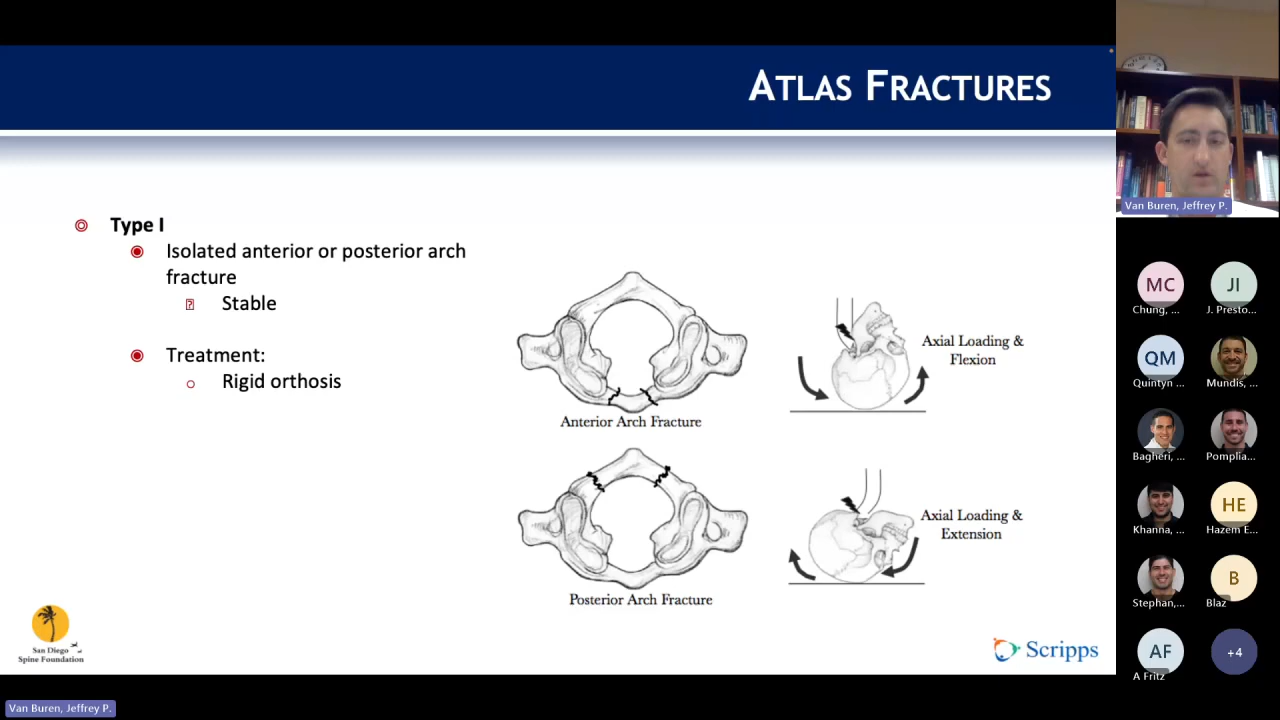 ATLAS FRACTURES
Type I
Isolated anterior or posterior arch
fracture
Stable
Treatment:
Rigid orthosis
Anterior Arch Fracture
Axial Loading &
Flexion
Posterior Arch Fracture
Axial Loading &
Extension
San Diego
Spine Foundation
Scripps
Van Buren, Jeffrey P.
MC
Chung, ...
JI
J. Presto...
QM
Quintyn ...
Mundis, ...
Bagheri, ...
Pomplia...
Khanna, ...
HE
Hazem E...
Stephan,...
B
Blaz
AF
A Fritz
+4
Van Buren, Jeffrey P.